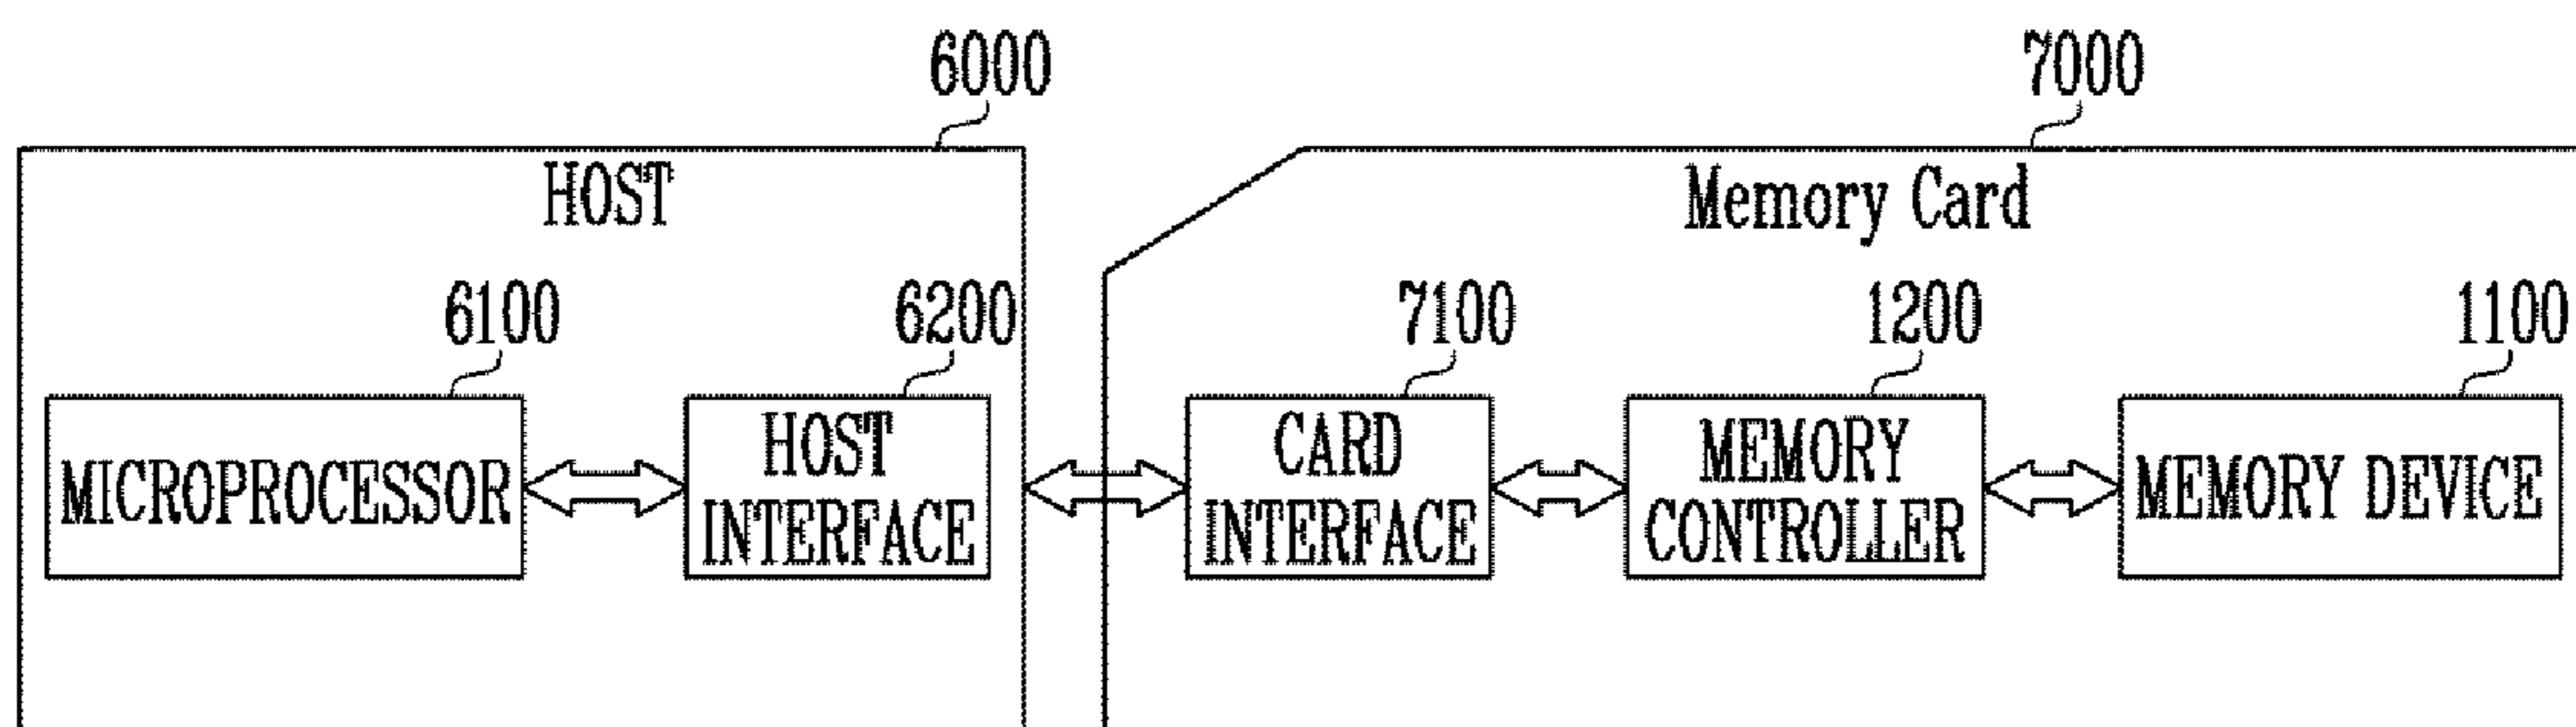 6000
7000
HOST
Memory Card
6100
6200
7100
1200
1100
MICROPROCESSOR
HOST
INTERFACE
CARD
INTERFACE
MEMORY
CONTROLLER
MEMORY DEVICE